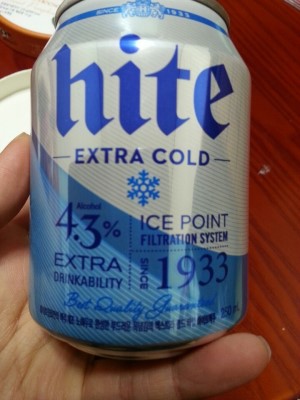 SINCE 1933
hite
EXTRA COLD
Alcohol
4.3%
EXTRA
DRINKABILITY
ICE POINT
FILTRATION SYSTEM
SINCE 1933
Best Quality Guaranteed